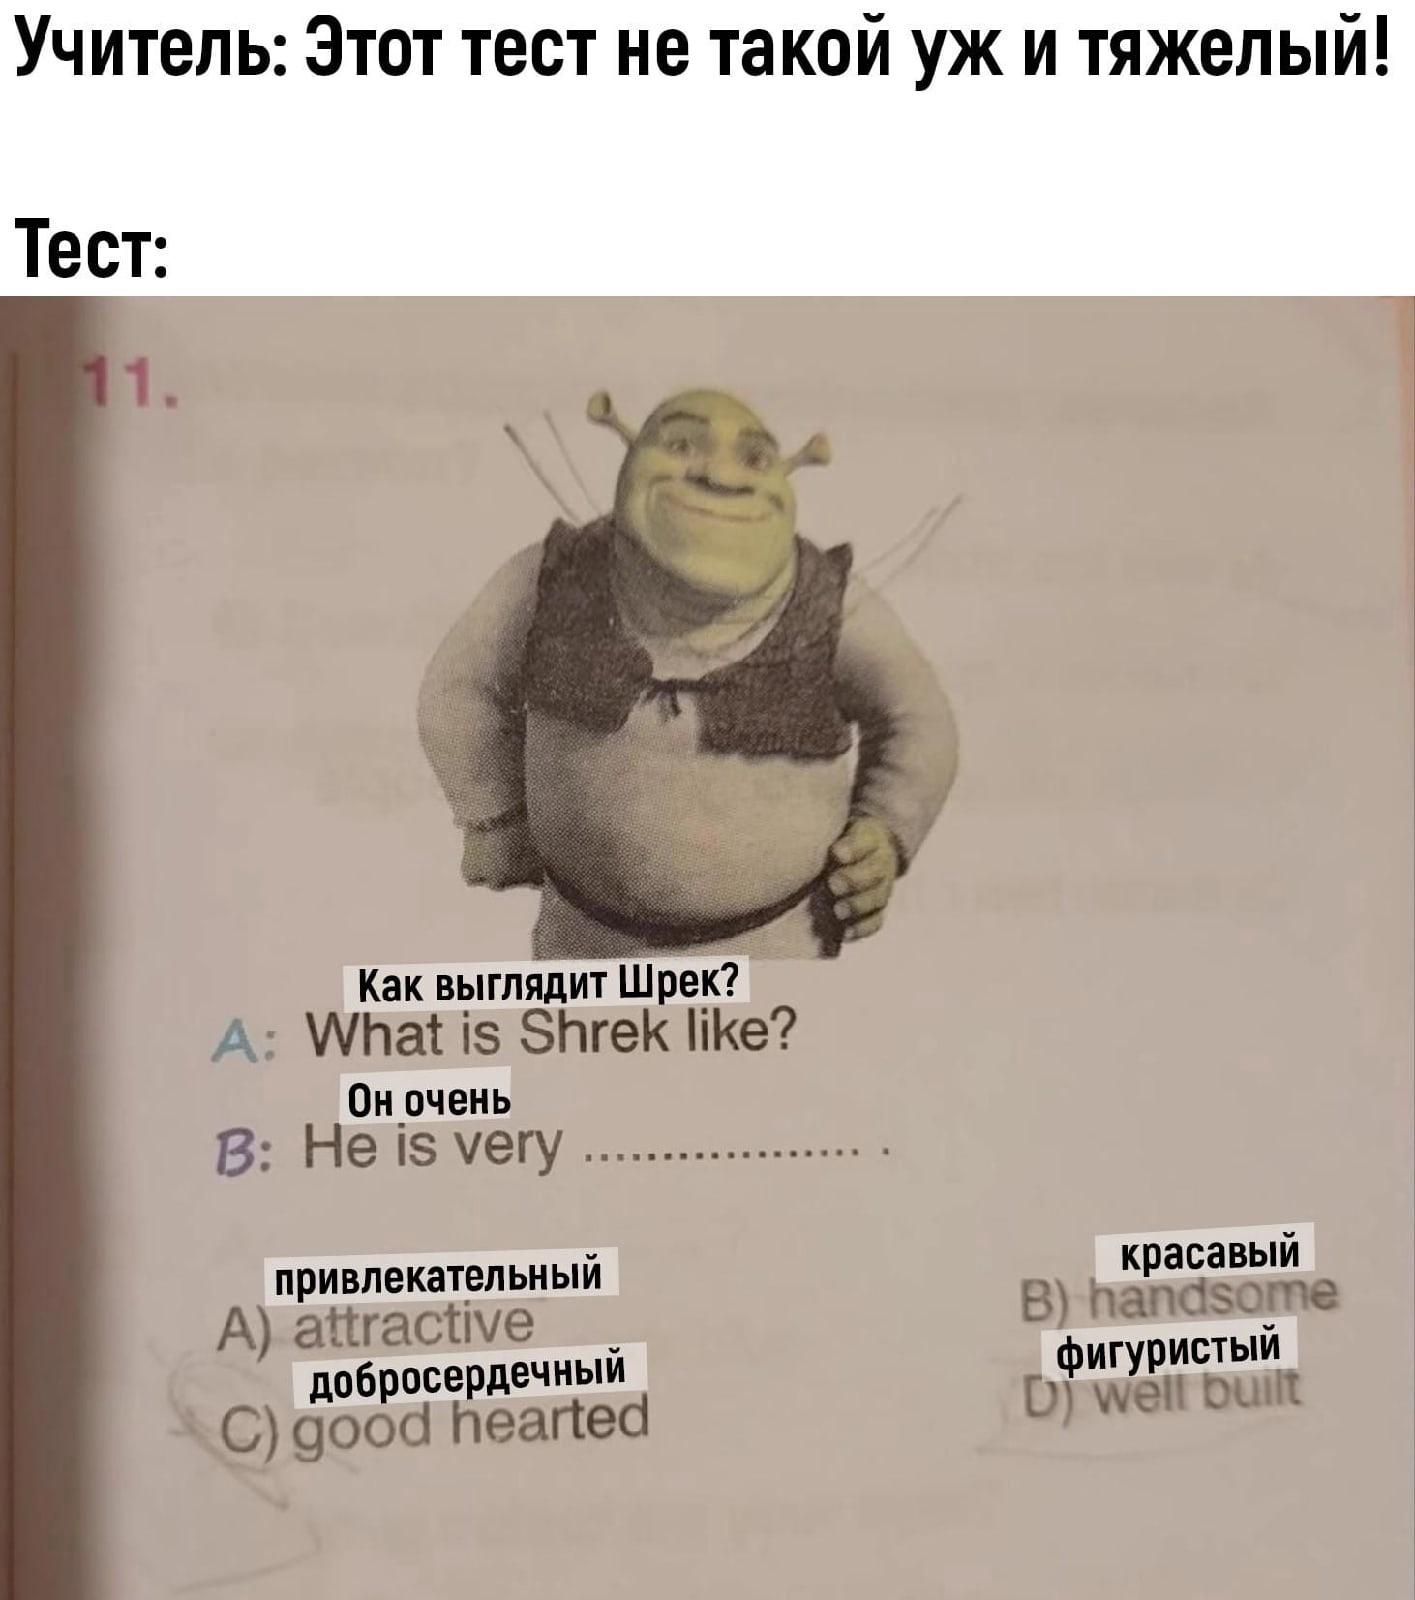 Учитель: Этот тест не такой уж и тяжелый!
Тест:
11.
Как выглядит Шрек?
A: What is Shrek like?
Он очень
B: He is very .................. .
привлекательный
A) attractive
красавый
B) handsome
добросердечный
C) good hearted
фигуристый
D) well built